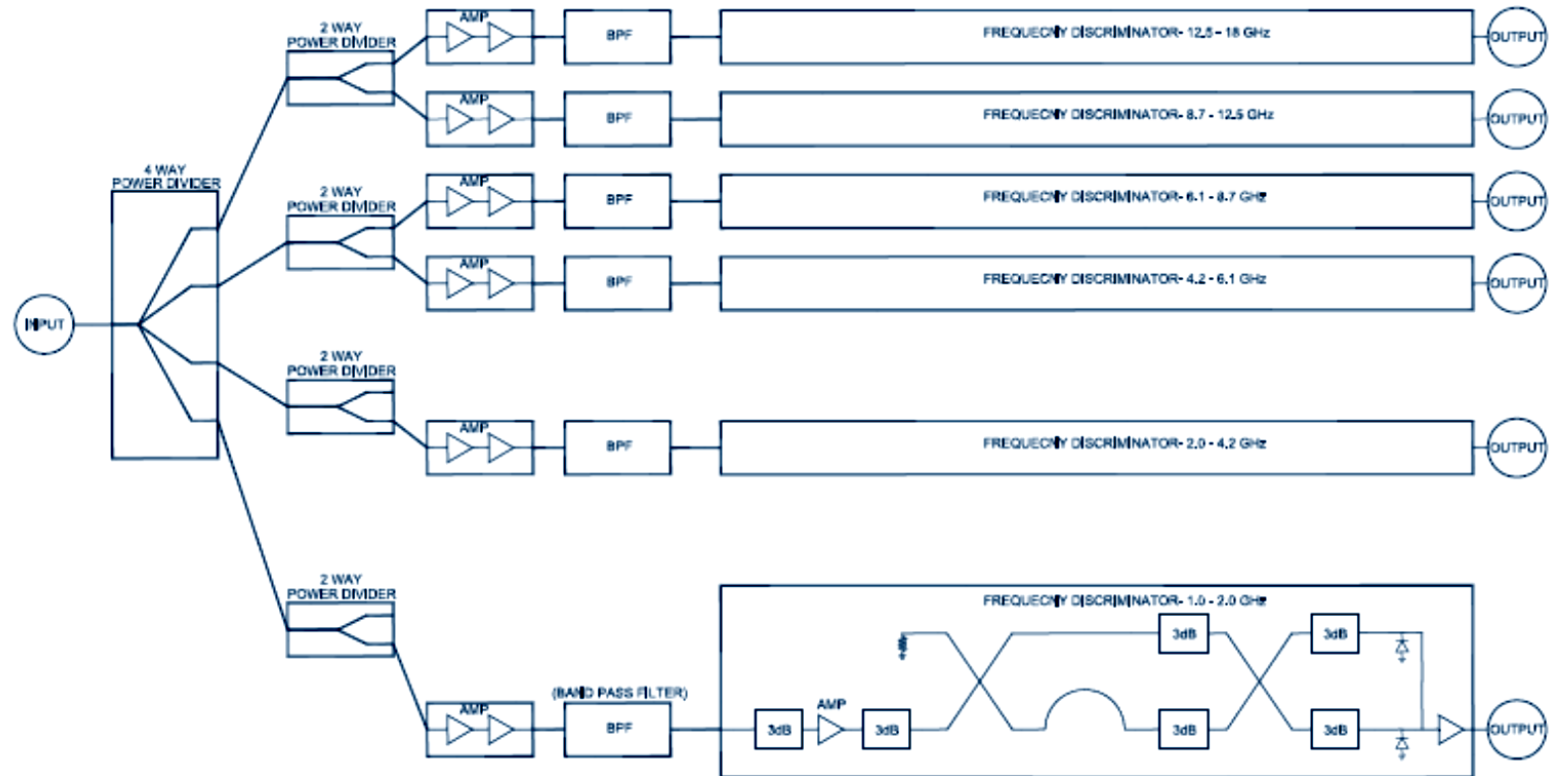 2 WAY
POWER DIVIDER
AMP
BPF
FREQUECNY DISCRIMINATOR- 12.5 - 18 GHz
OUTPUT
AMP
BPF
FREQUECNY DISCRIMINATOR- 8.7 - 12.5 GHz
OUTPUT
4 WAY
POWER DIVIDER
2 WAY
POWER DIVIDER
AMP
BPF
FREQUECNY DISCRIMINATOR- 6.1 - 8.7 GHz
OUTPUT
AMP
BPF
FREQUECNY DISCRIMINATOR- 4.2 - 6.1 GHz
OUTPUT
INPUT
2 WAY
POWER DIVIDER
AMP
BPF
FREQUECNY DISCRIMINATOR- 2.0 - 4.2 GHz
OUTPUT
2 WAY
POWER DIVIDER
FREQUECNY DISCRIMINATOR- 1.0 - 2.0 GHz
3dB
3dB
(BAND PASS FILTER)
AMP
BPF
3dB
AMP
3dB
3dB
3dB
OUTPUT